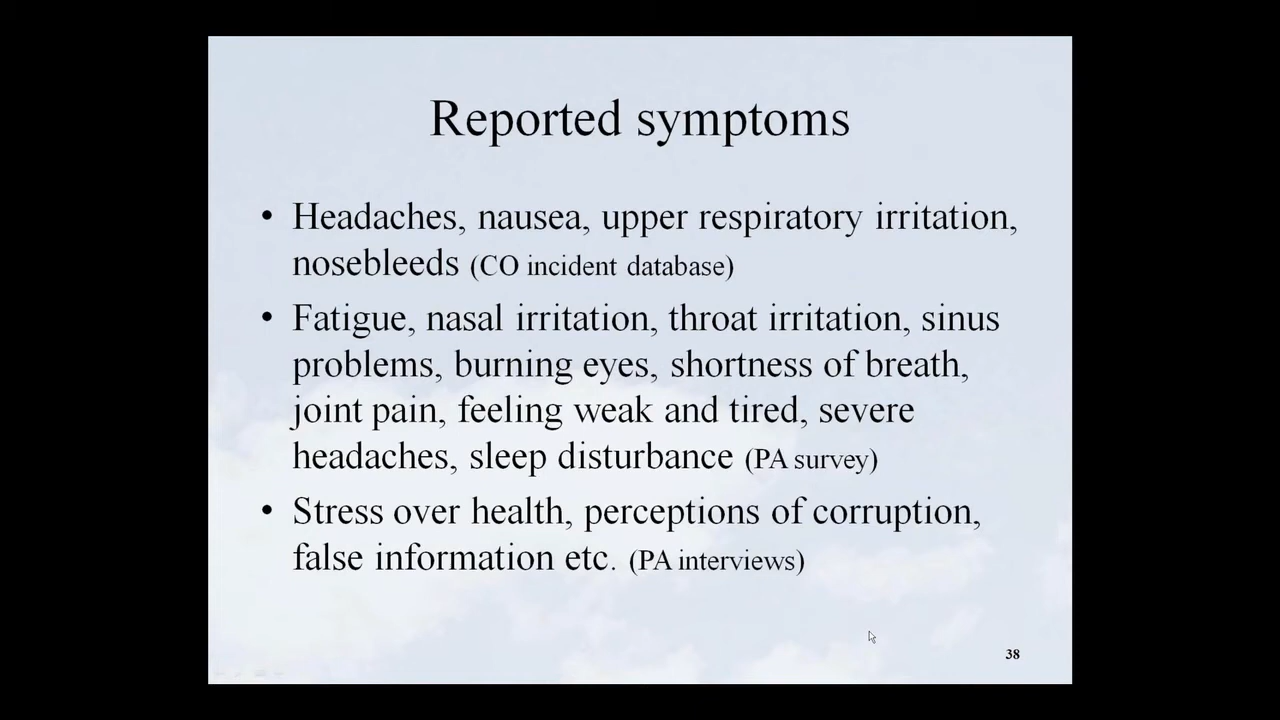 Reported symptoms
• Headaches, nausea, upper respiratory irritation,
nosebleeds (CO incident database)
• Fatigue, nasal irritation, throat irritation, sinus
problems, burning eyes, shortness of breath,
joint pain, feeling weak and tired, severe
headaches, sleep disturbance (PA survey)
• Stress over health, perceptions of corruption,
false information etc. (PA interviews)
38